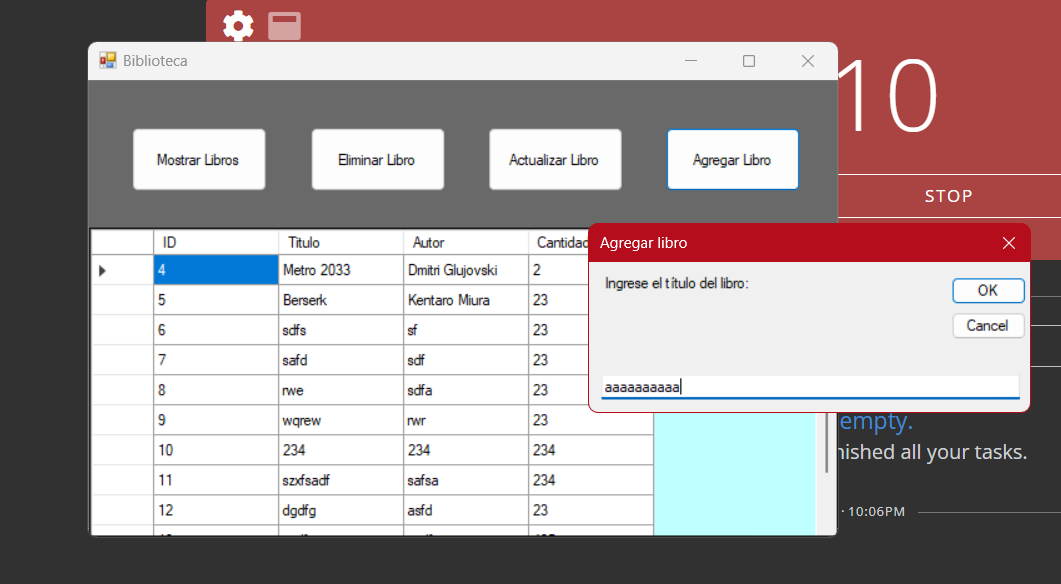 Biblioteca
10
Mostrar Libros
Eliminar Libro
Actualizar Libro
Agregar Libro
STOP
ID Titulo Autor Cantidad
4 Metro 2033 Dmitri Glujovski 2
5 Berserk Kentaro Miura 23
6 sdfs sf 23
7 safd sdf 23
8 rwe sdfa 23
9 wqrew rwr 23
10 234 234 234
11 szxfsadf safsa 234
12 dgdfg asfd 23
Agregar libro
Ingrese el título del libro:
OK
Cancel
aaaaaaaaaa
empty.
all your tasks.
· 10:06PM